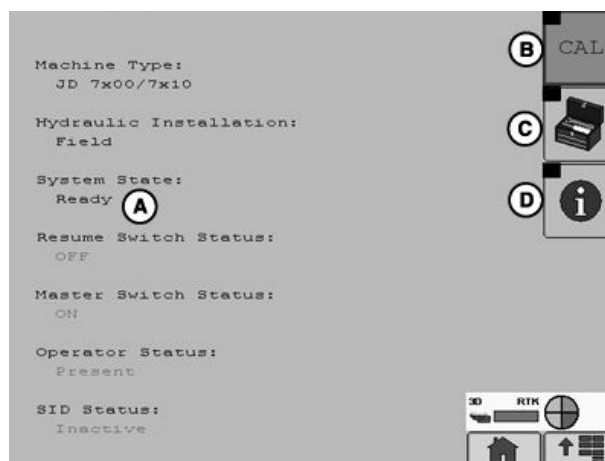 Machine Type:
JD 7x00/7x10
Hydraulic Installation:
Field
System State:
Ready
A
Resume Switch Status:
OFF
Master Switch Status:
ON
Operator Status:
Present
SID Status:
Inactive
B
CAL
C
D
i
3D RTK